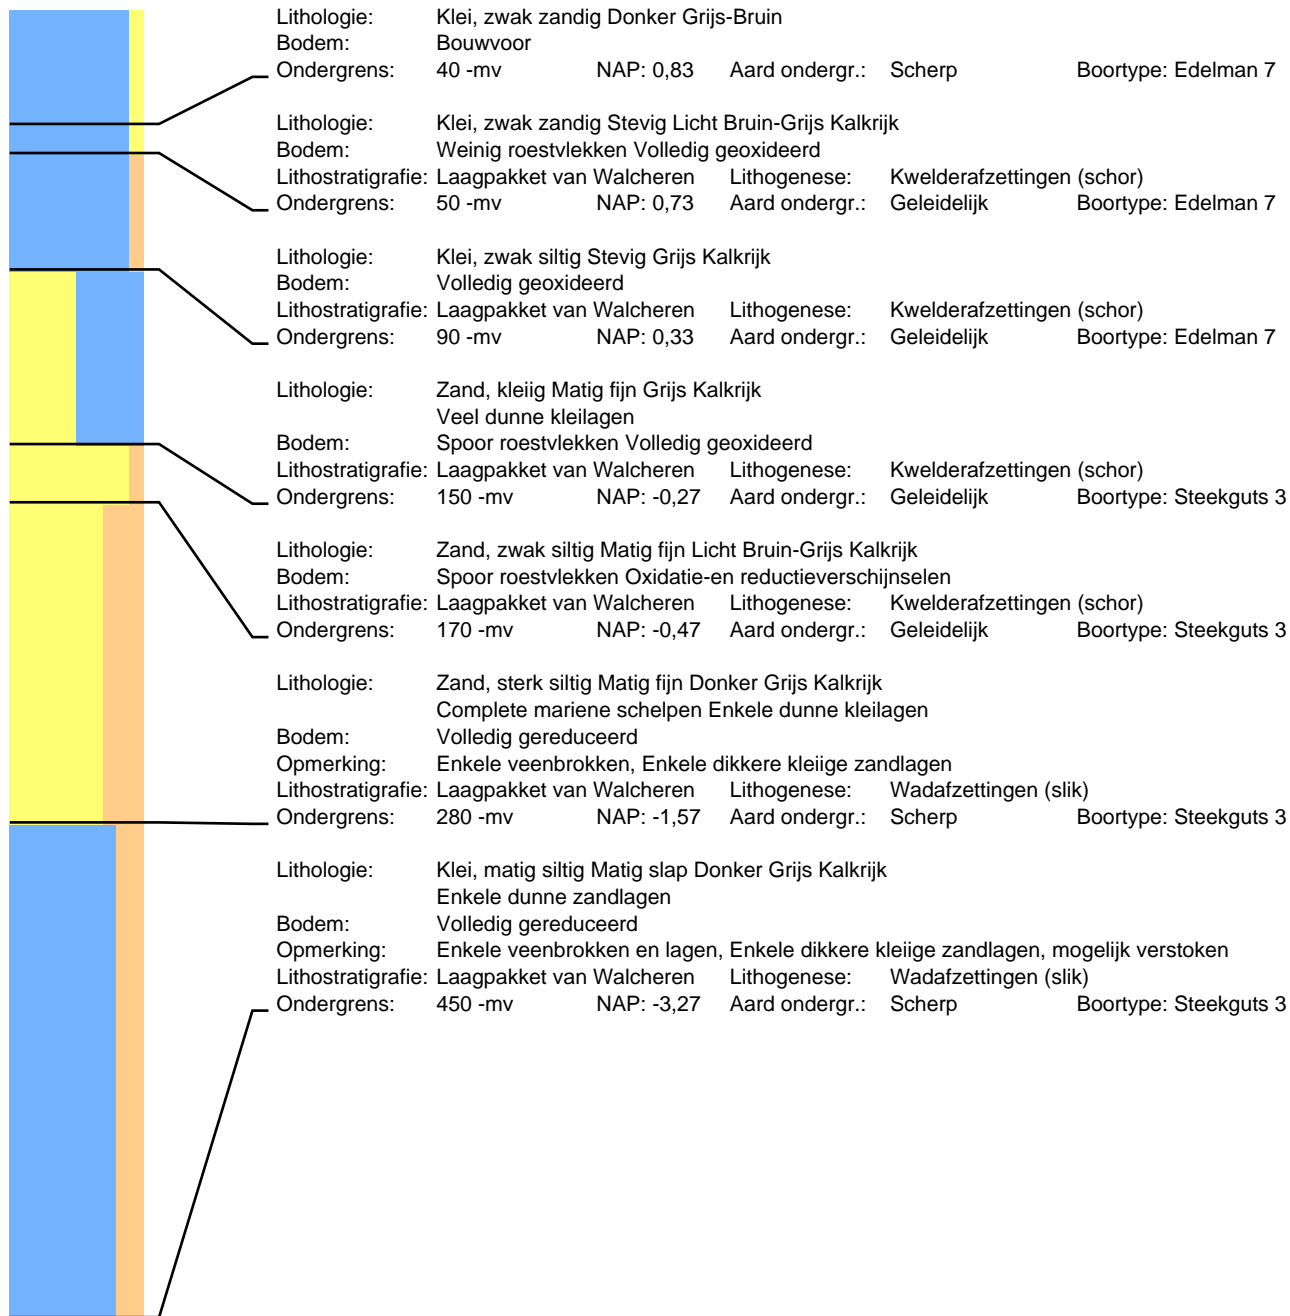 Lithologie: Klei, zwak zandig Donker Grijs-Bruin
Bodem: Bouwvoor
Ondergrens: 40 -mv NAP: 0,83 Aard ondergr.: Scherp Boortype: Edelman 7
Lithologie: Klei, zwak zandig Stevig Licht Bruin-Grijs Kalkrijk
Bodem: Weinig roestvlekken Volledig geoxideerd
Lithostratigrafie: Laagpakket van Walcheren Lithogenese: Kwelderafzettingen (schor)
Ondergrens: 50 -mv NAP: 0,73 Aard ondergr.: Geleidelijk Boortype: Edelman 7
Lithologie: Klei, zwak siltig Stevig Grijs Kalkrijk
Bodem: Volledig geoxideerd
Lithostratigrafie: Laagpakket van Walcheren Lithogenese: Kwelderafzettingen (schor)
Ondergrens: 90 -mv NAP: 0,33 Aard ondergr.: Geleidelijk Boortype: Edelman 7
Lithologie: Zand, kleiig Matig fijn Grijs Kalkrijk
Veel dunne kleilagen
Bodem: Spoor roestvlekken Volledig geoxideerd
Lithostratigrafie: Laagpakket van Walcheren Lithogenese: Kwelderafzettingen (schor)
Ondergrens: 150 -mv NAP: -0,27 Aard ondergr.: Geleidelijk Boortype: Steekguts 3
Lithologie: Zand, zwak siltig Matig fijn Licht Bruin-Grijs Kalkrijk
Bodem: Spoor roestvlekken Oxidatie-en reductieverschijnselen
Lithostratigrafie: Laagpakket van Walcheren Lithogenese: Kwelderafzettingen (schor)
Ondergrens: 170 -mv NAP: -0,47 Aard ondergr.: Geleidelijk Boortype: Steekguts 3
Lithologie: Zand, sterk siltig Matig fijn Donker Grijs Kalkrijk
Complete mariene schelpen Enkele dunne kleilagen
Bodem: Volledig gereduceerd
Opmerking: Enkele veenbrokken, Enkele dikkere kleiige zandlagen
Lithostratigrafie: Laagpakket van Walcheren Lithogenese: Wadafzettingen (slik)
Ondergrens: 280 -mv NAP: -1,57 Aard ondergr.: Scherp Boortype: Steekguts 3
Lithologie: Klei, matig siltig Matig slap Donker Grijs Kalkrijk
Enkele dunne zandlagen
Bodem: Volledig gereduceerd
Opmerking: Enkele veenbrokken en lagen, Enkele dikkere kleiige zandlagen, mogelijk verstoken
Lithostratigrafie: Laagpakket van Walcheren Lithogenese: Wadafzettingen (slik)
Ondergrens: 450 -mv NAP: -3,27 Aard ondergr.: Scherp Boortype: Steekguts 3